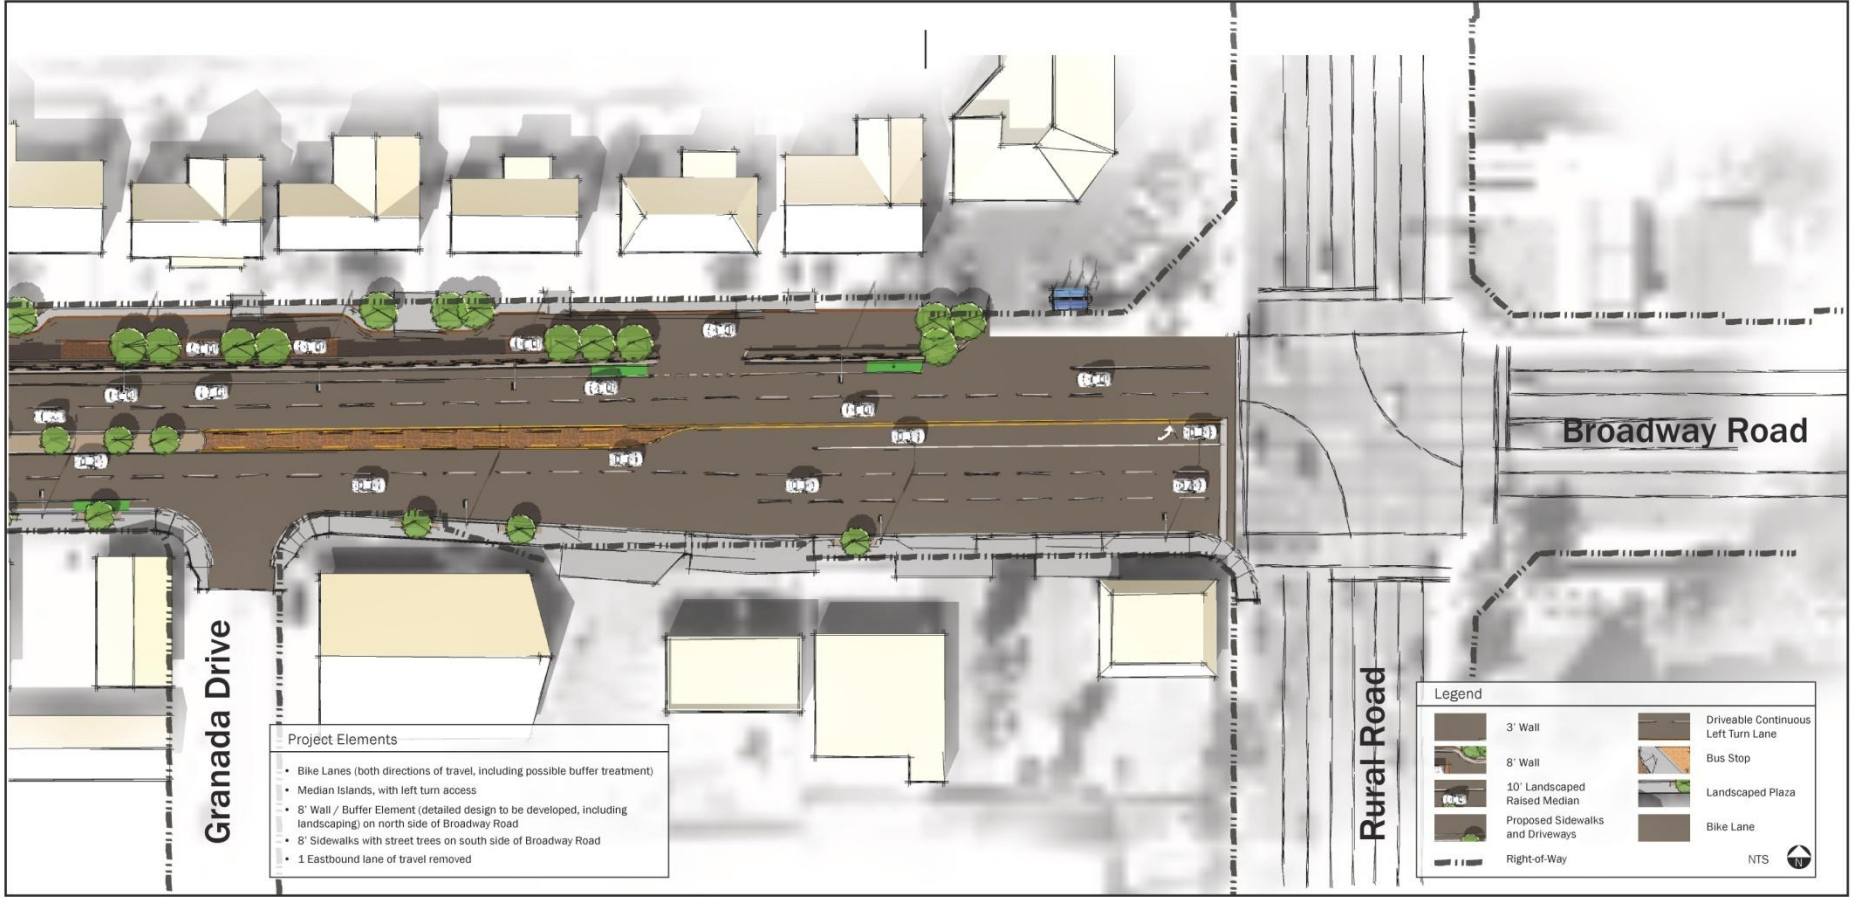 Broadway Road
Granada Drive
Rural Road
Project Elements
• Bike Lanes (both directions of travel, including possible buffer treatment)
• Median Islands, with left turn access
• 8' Wall / Buffer Element (detailed design to be developed, including
landscaping) on north side of Broadway Road
• 8' Sidewalks with street trees on south side of Broadway Road
• 1 Eastbound lane of travel removed
Legend
3' Wall
8' Wall
10' Landscaped
Raised Median
Proposed Sidewalks
and Driveways
Right-of-Way
Driveable Continuous
Left Turn Lane
Bus Stop
Landscaped Plaza
Bike Lane
NTS
N